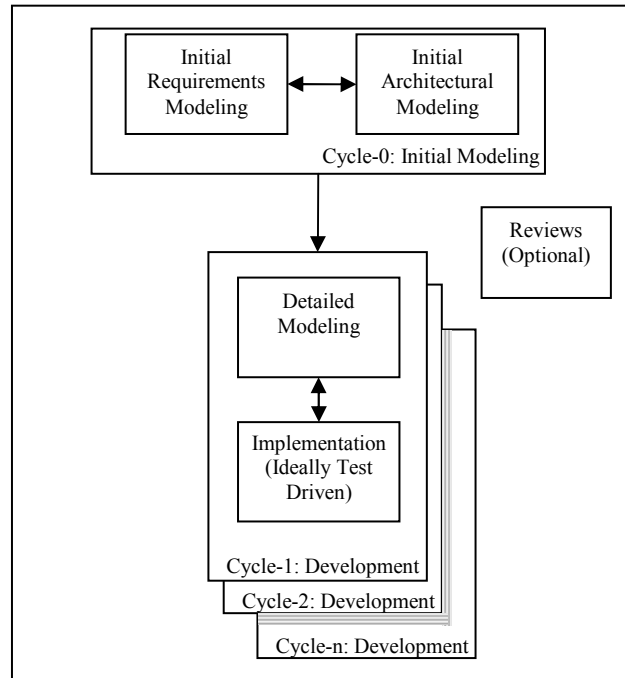 Initial
Requirements
Modeling
Initial
Architectural
Modeling
Cycle-0: Initial Modeling
Reviews
(Optional)
Detailed
Modeling
Implementation
(Ideally Test
Driven)
Cycle-1: Development
Cycle-2: Development
Cycle-n: Development